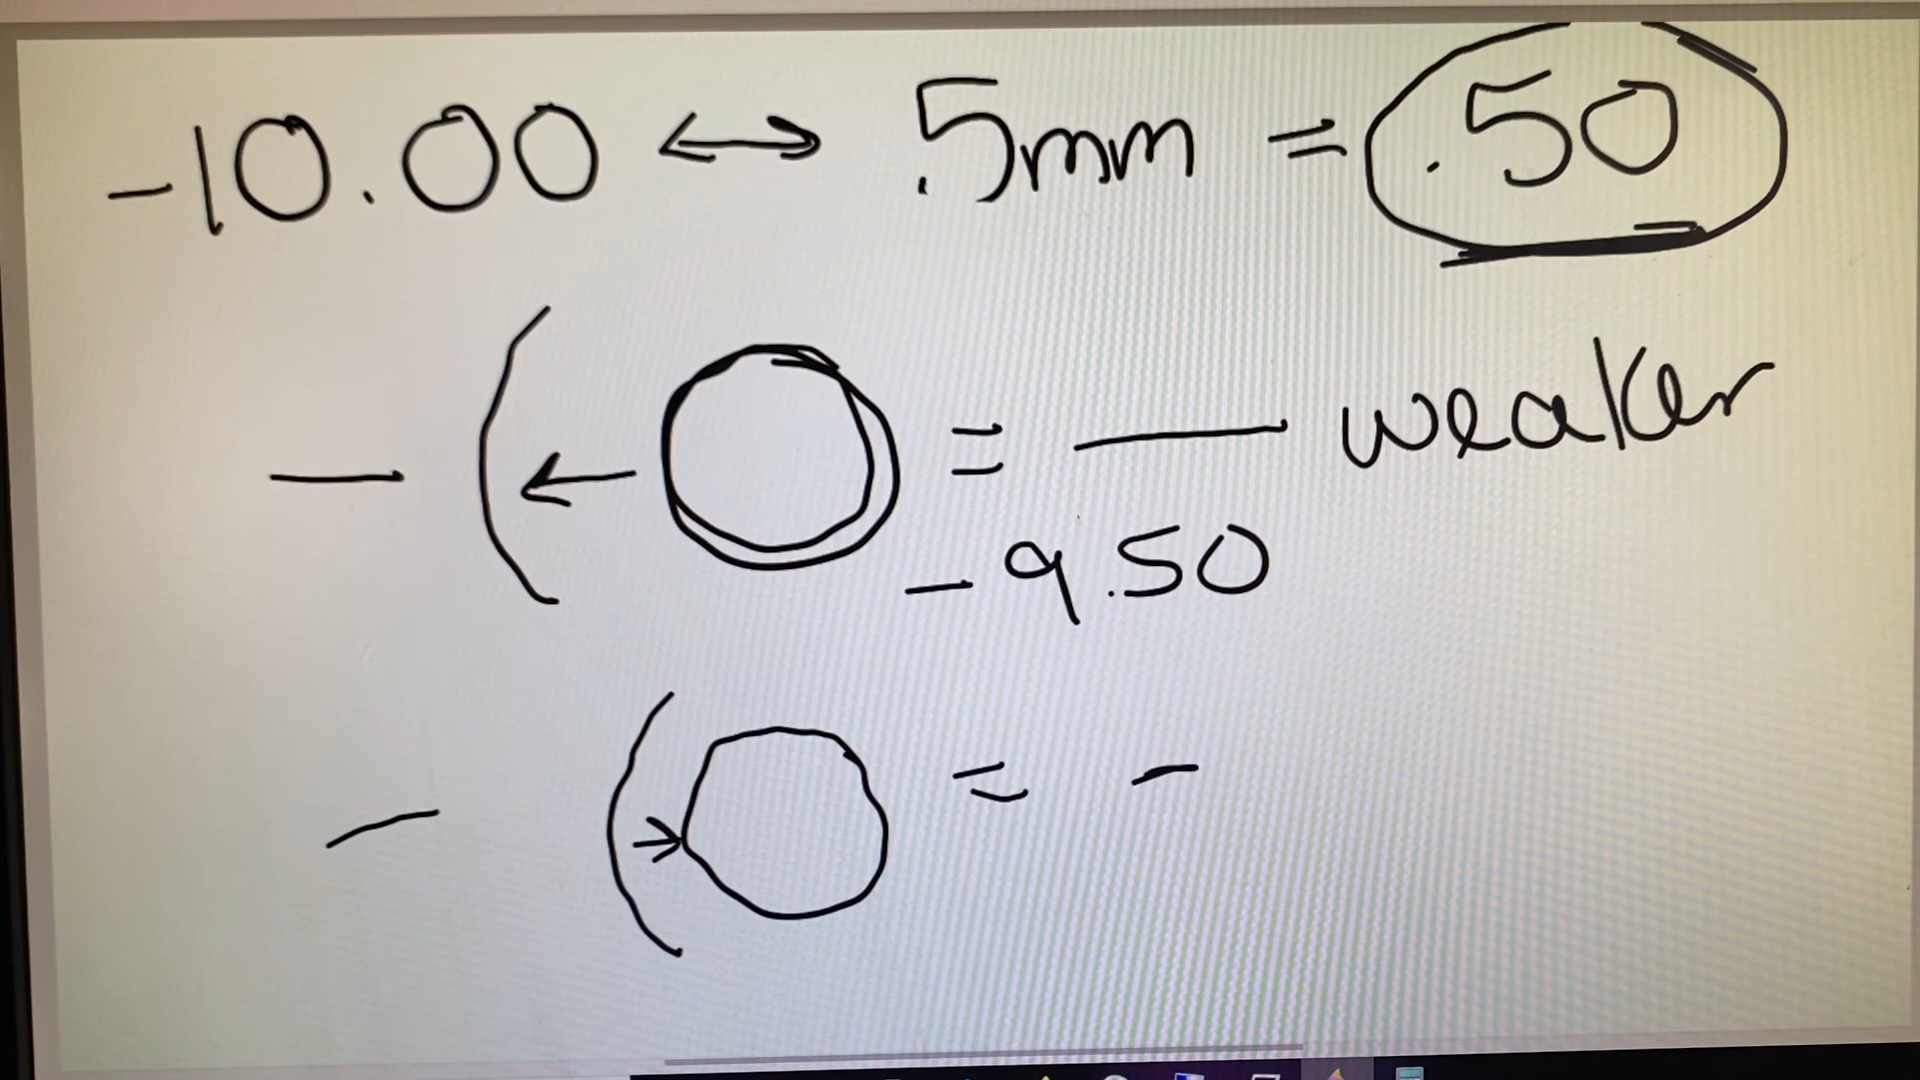 -10.00 ↔ .5mm = .50
- ( ← ○ = — weaker
-9.50
- ( → ○ = -